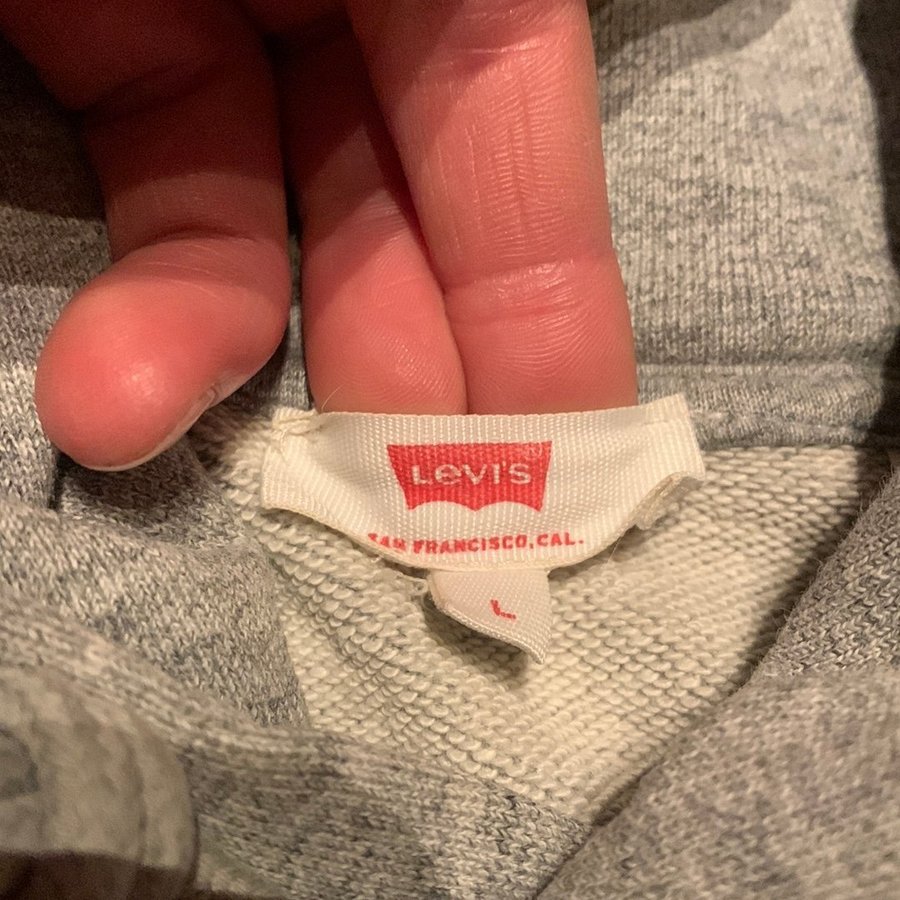 LEVI'S
SAN FRANCISCO, CAL.
L